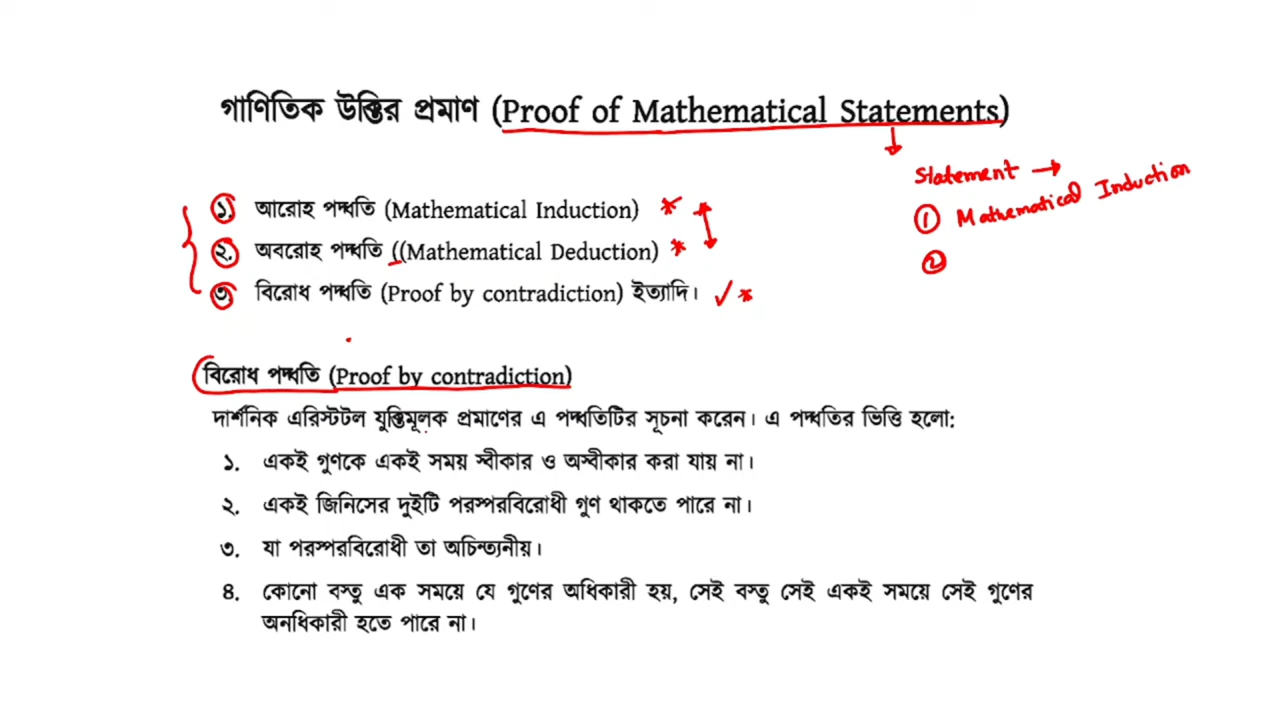 গাণিতিক উক্তির প্রমাণ (Proof of Mathematical Statements)
Statement →
① Mathematical Induction
②
১. আরোহ পদ্ধতি (Mathematical Induction)
২. অবরোহ পদ্ধতি ((Mathematical Deduction)
৩. বিরোধ পদ্ধতি (Proof by contradiction) ইত্যাদি।
বিরোধ পদ্ধতি (Proof by contradiction)
দার্শনিক এরিস্টটল যুক্তিমূলক প্রমাণের এ পদ্ধতিটির সূচনা করেন। এ পদ্ধতির ভিত্তি হলো:
১. একই গুণকে একই সময় স্বীকার ও অস্বীকার করা যায় না।
২. একই জিনিসের দুইটি পরস্পরবিরোধী গুণ থাকতে পারে না।
৩. যা পরস্পরবিরোধী তা অচিন্ত্যনীয়।
৪. কোনো বস্তু এক সময়ে যে গুণের অধিকারী হয়, সেই বস্তু সেই একই সময়ে সেই গুণের
অনধিকারী হতে পারে না।